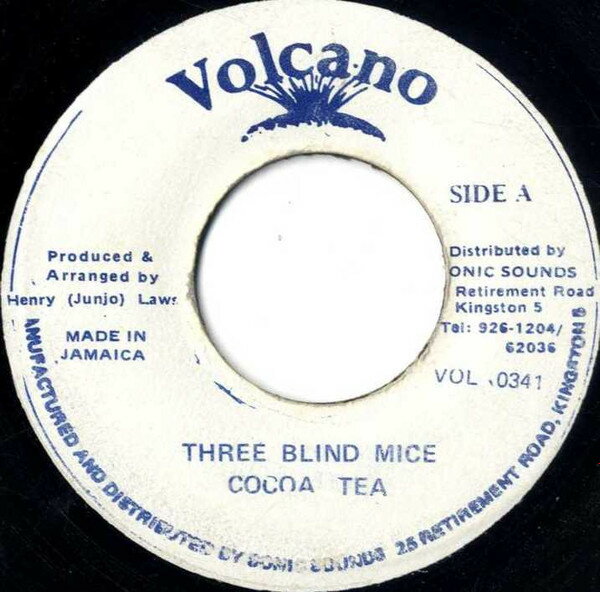 Volcano
SIDE A
Produced &
Arranged by
Henry (Junjo) Laws
MADE IN
JAMAICA
Distributed by
ONIC SOUNDS
Retirement Road
Kingston 5
Tel: 926-1204/
62036
VOL .0341
THREE BLIND MICE
COCOA TEA
ANUFACTURED AND DISTRIBUTED BY SONIC SOUNDS 25 RETIREMENT ROAD, KINGSTON 5